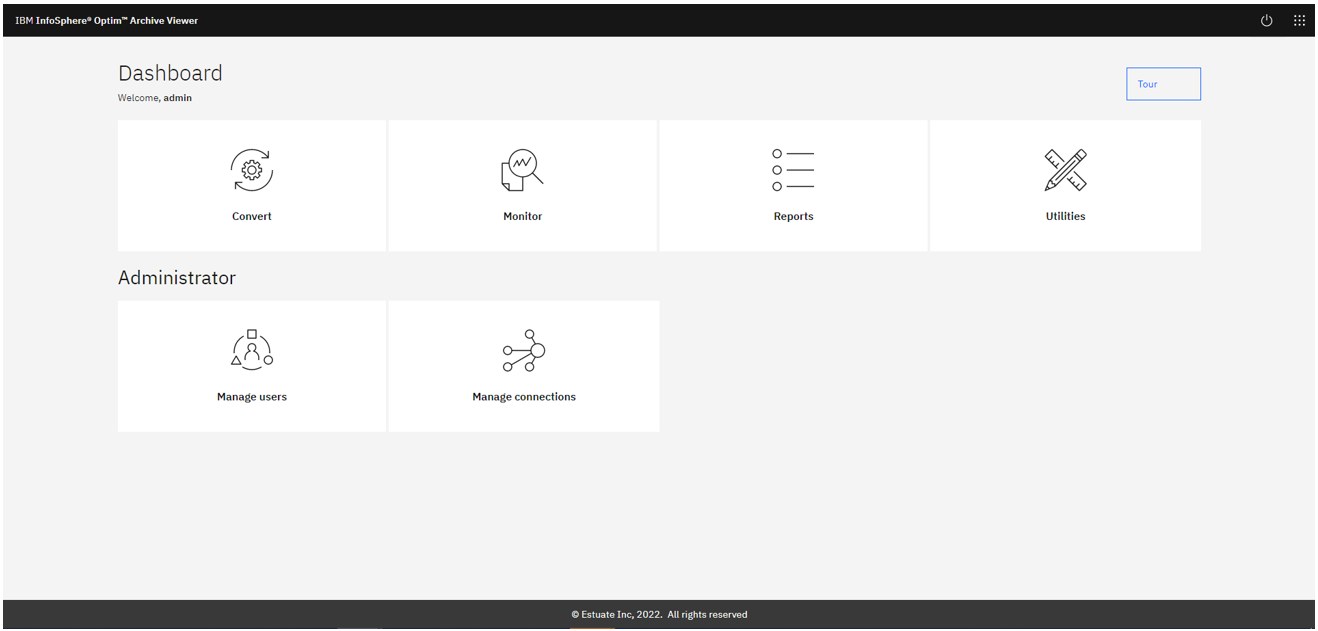 IBM InfoSphere® Optim™ Archive Viewer
Dashboard
Welcome, admin
Tour
Convert
Monitor
Reports
Utilities
Administrator
Manage users
Manage connections
© Estuate Inc, 2022. All rights reserved